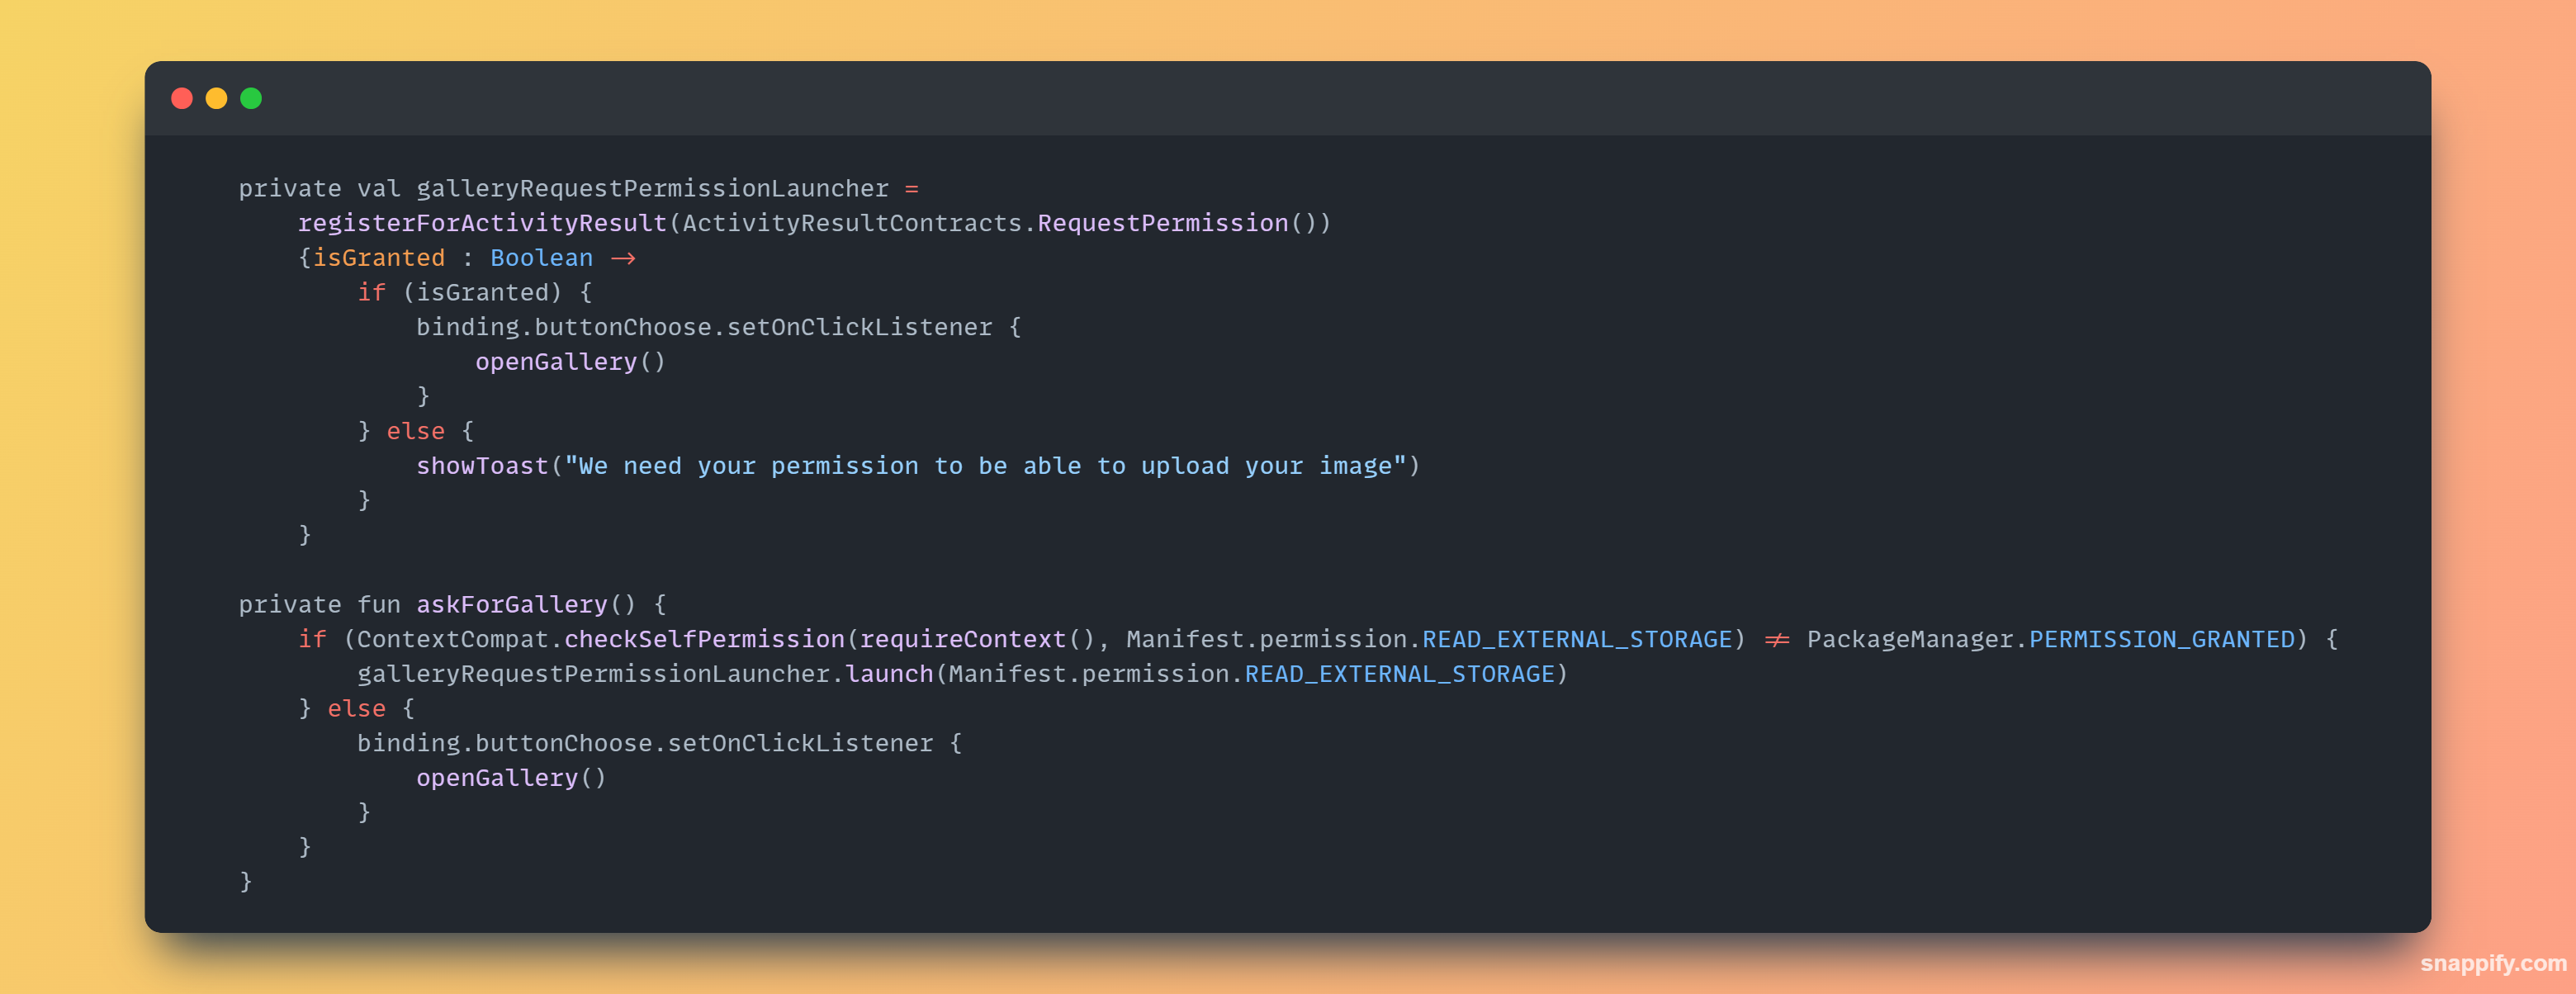 private val galleryRequestPermissionLauncher =
    registerForActivityResult(ActivityResultContracts.RequestPermission())
    {isGranted : Boolean ->
        if (isGranted) {
            binding.buttonChoose.setOnClickListener {
                openGallery()
            }
        } else {
            showToast("We need your permission to be able to upload your image")
        }
    }

private fun askForGallery() {
    if (ContextCompat.checkSelfPermission(requireContext(), Manifest.permission.READ_EXTERNAL_STORAGE) != PackageManager.PERMISSION_GRANTED) {
        galleryRequestPermissionLauncher.launch(Manifest.permission.READ_EXTERNAL_STORAGE)
    } else {
        binding.buttonChoose.setOnClickListener {
            openGallery()
        }
    }
}
snappify.com